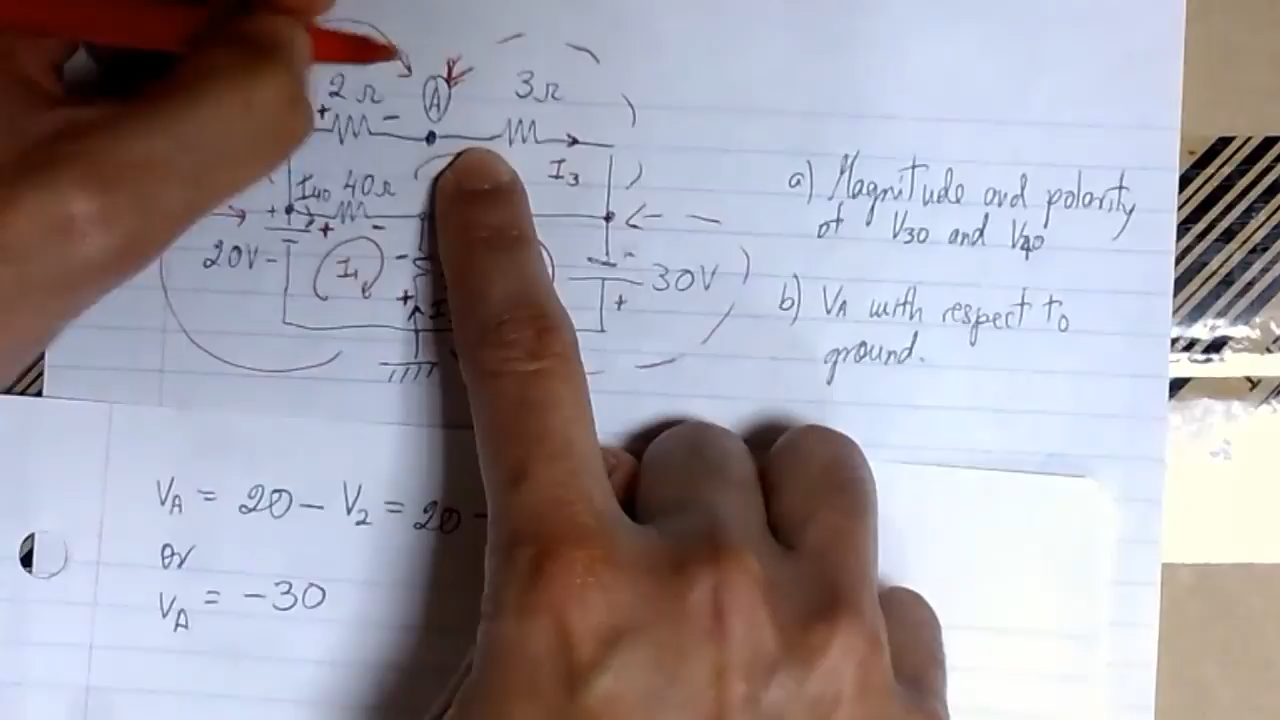 2Ω
A
3Ω
I₃
I₄₀ 40Ω
20V
I₁
30V
a) Magnitude and polarity
of V₃₀ and V₄₀
b) VA with respect to
ground.
VA = 20 - V₂ = 20 -
or
VA = -30